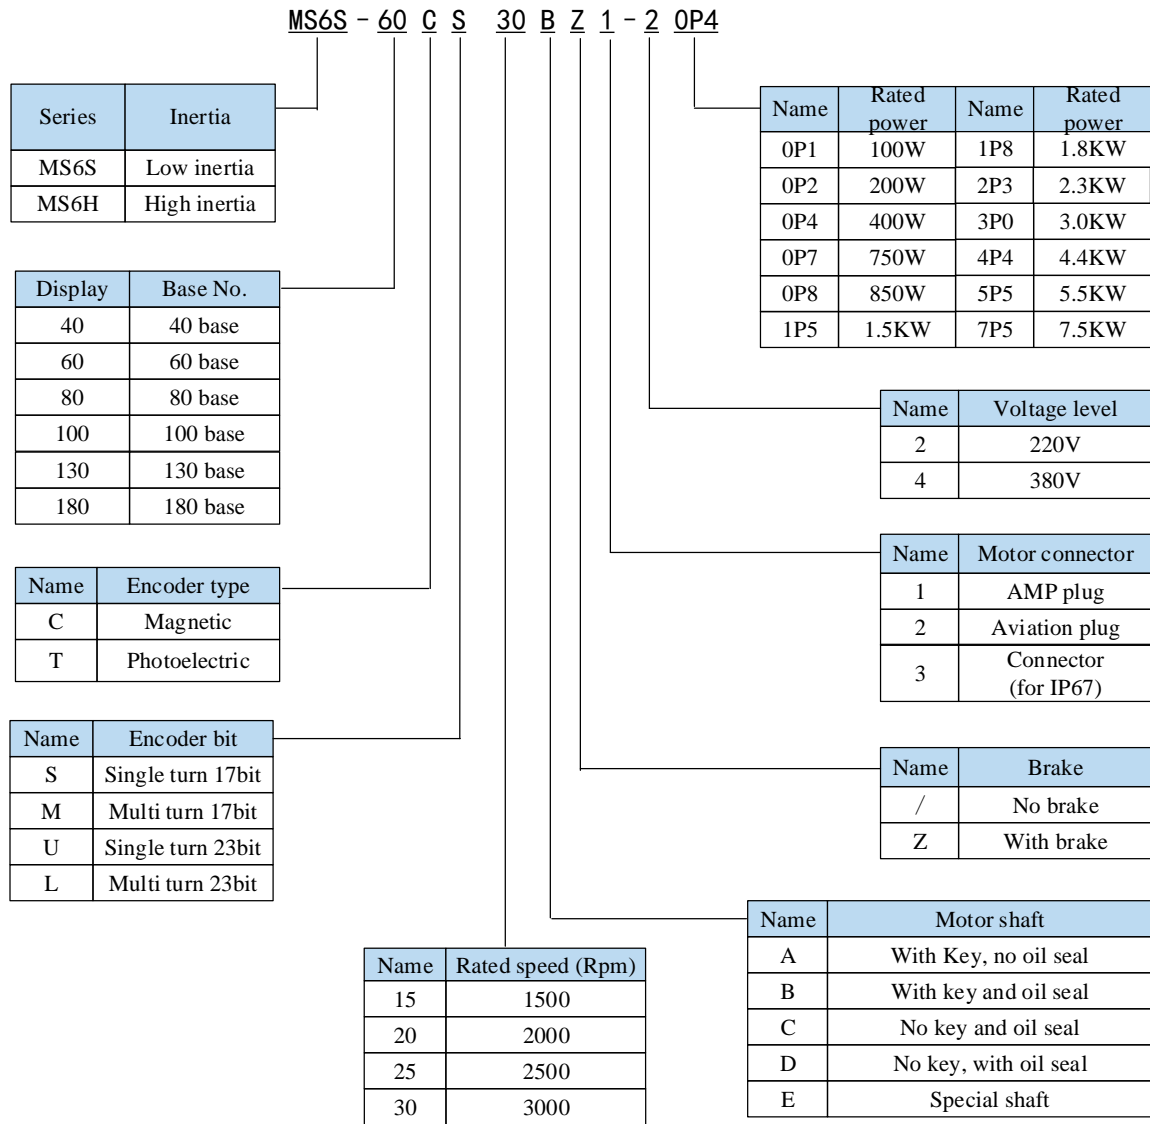 MS6S - 60 C S 30 B Z 1 - 2 0P4
Series Inertia
MS6S Low inertia
MS6H High inertia
Display Base No.
40 40 base
60 60 base
80 80 base
100 100 base
130 130 base
180 180 base
Name Encoder type
C Magnetic
T Photoelectric
Name Encoder bit
S Single turn 17bit
M Multi turn 17bit
U Single turn 23bit
L Multi turn 23bit
Name Rated speed (Rpm)
15 1500
20 2000
25 2500
30 3000
Name Rated power Name Rated power
0P1 100W 1P8 1.8KW
0P2 200W 2P3 2.3KW
0P4 400W 3P0 3.0KW
0P7 750W 4P4 4.4KW
0P8 850W 5P5 5.5KW
1P5 1.5KW 7P5 7.5KW
Name Voltage level
2 220V
4 380V
Name Motor connector
1 AMP plug
2 Aviation plug
3 Connector
(for IP67)
Name Brake
/ No brake
Z With brake
Name Motor shaft
A With Key, no oil seal
B With key and oil seal
C No key and oil seal
D No key, with oil seal
E Special shaft